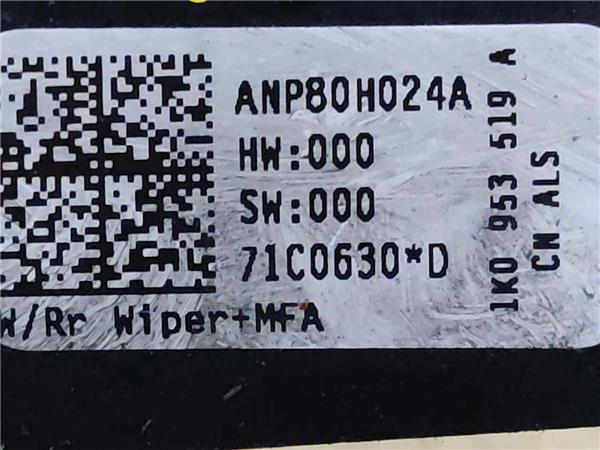 ANP80H024A
HW:000
SW:000
71C0630*D
W/Rr Wiper+MFA
1K0 953 519 A
CN ALS